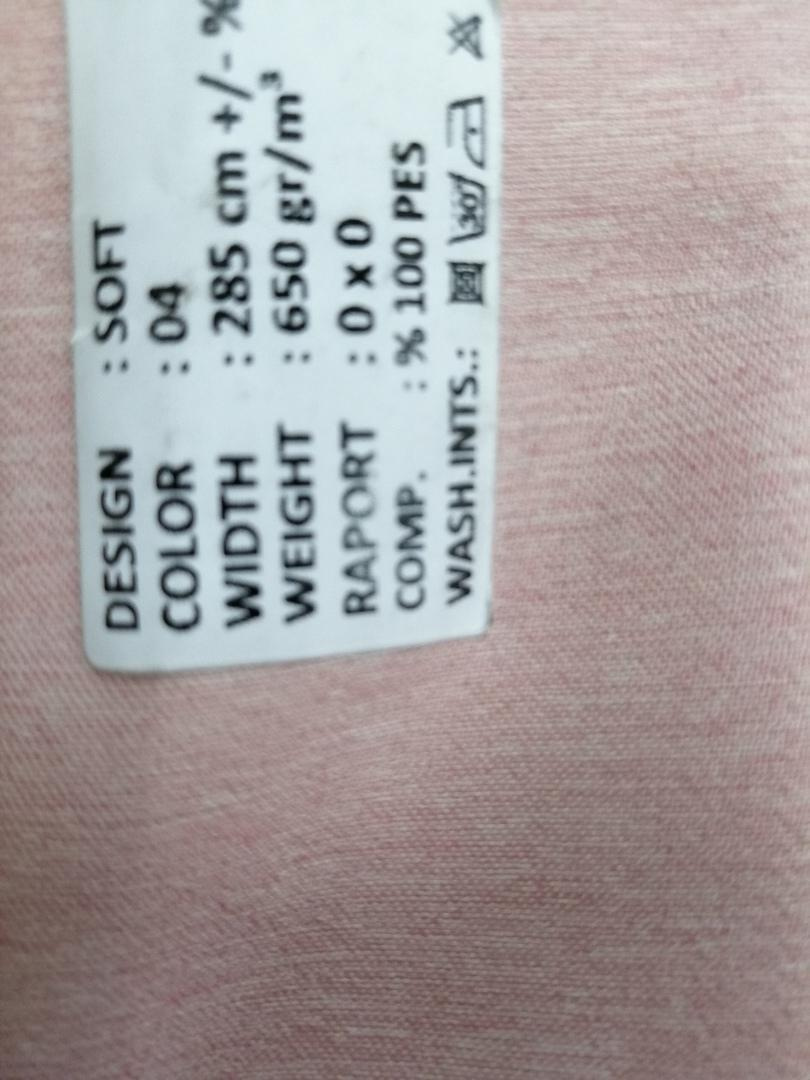 DESIGN : SOFT
COLOR : 04
WIDTH : 285 cm +/- %
WEIGHT : 650 gr/m³
RAPORT : 0 x 0
COMP. : % 100 PES
WASH.INTS.: 30